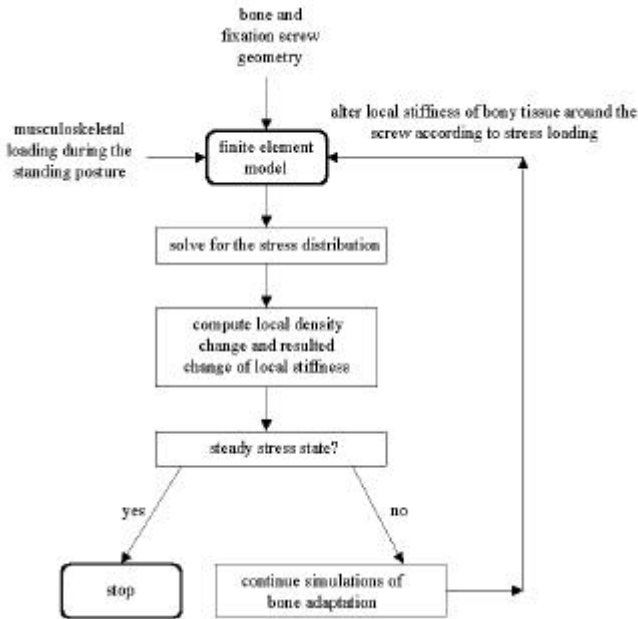 bone and
fixation screw
geometry
alter local stiffness of bony tissue around the
screw according to stress loading
musculoskeletal
loading during the
standing posture
finite element
model
solve for the stress distribution
compute local density
change and resulted
change of local stiffness
steady stress state?
yes
no
stop
continue simulations of
bone adaptation